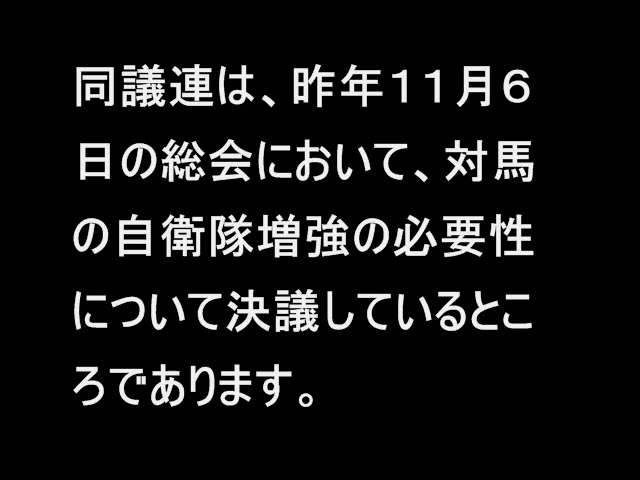 同議連は、昨年１１月６
日の総会において、対馬
の自衛隊増強の必要性
について決議しているとこ
ろであります。